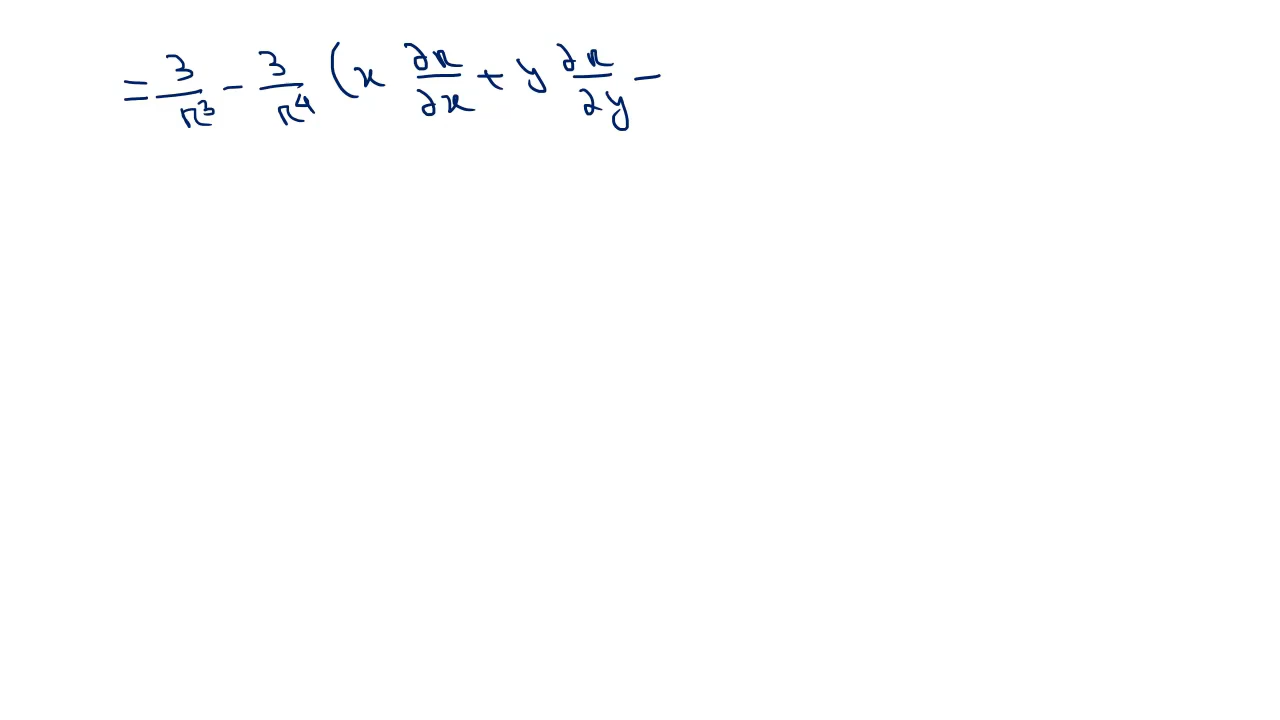 = 3/r³ - 3/r⁴ (x ∂r/∂x + y ∂r/∂y -